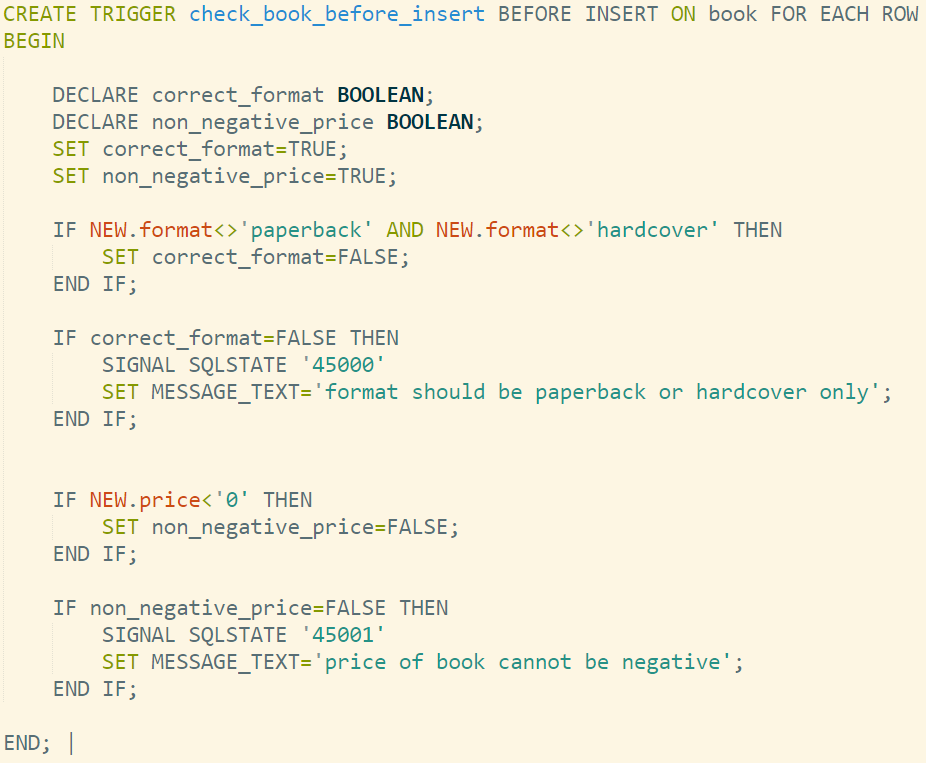 CREATE TRIGGER check_book_before_insert BEFORE INSERT ON book FOR EACH ROW
BEGIN
DECLARE correct_format BOOLEAN;
DECLARE non_negative_price BOOLEAN;
SET correct_format=TRUE;
SET non_negative_price=TRUE;
IF NEW.format<>'paperback' AND NEW.format<>'hardcover' THEN
SET correct_format=FALSE;
END IF;
IF correct_format=FALSE THEN
SIGNAL SQLSTATE '45000'
SET MESSAGE_TEXT='format should be paperback or hardcover only';
END IF;
IF NEW.price<'0' THEN
SET non_negative_price=FALSE;
END IF;
IF non_negative_price=FALSE THEN
SIGNAL SQLSTATE '45001'
SET MESSAGE_TEXT='price of book cannot be negative';
END IF;
END; |